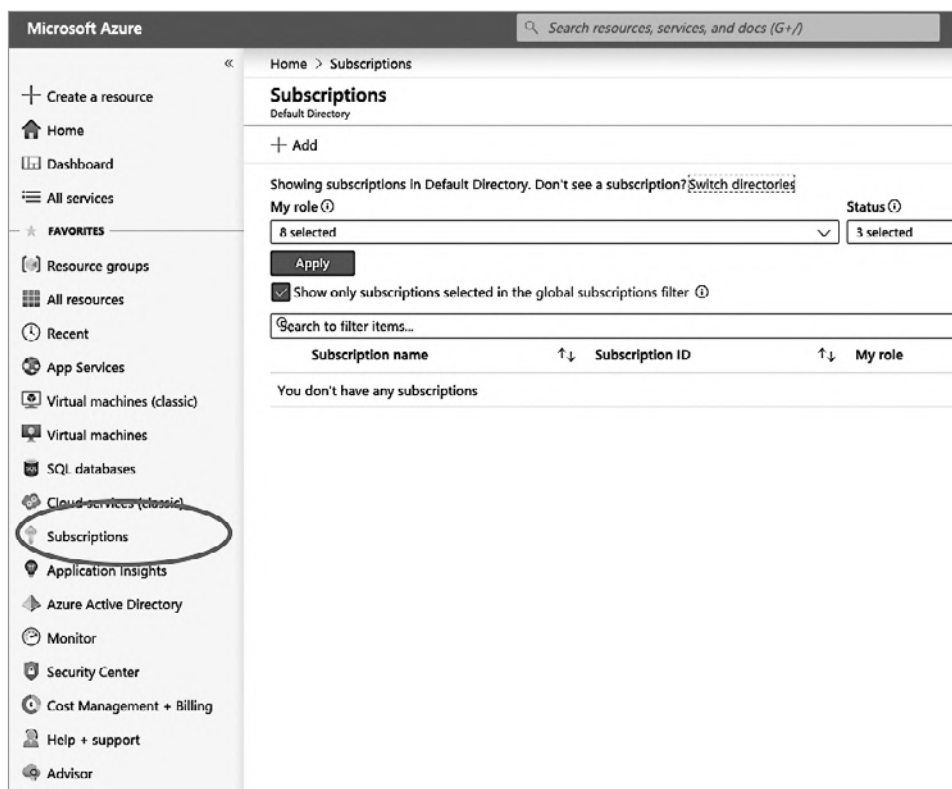 Microsoft Azure
Search resources, services, and docs (G+/)
«
Home > Subscriptions
Subscriptions
Default Directory
+ Add
Showing subscriptions in Default Directory. Don't see a subscription? Switch directories
My role
Status
8 selected
3 selected
Apply
Show only subscriptions selected in the global subscriptions filter
Search to filter items...
Subscription name ↑↓ Subscription ID ↑↓ My role
You don't have any subscriptions
+ Create a resource
Home
Dashboard
All services
FAVORITES
Resource groups
All resources
Recent
App Services
Virtual machines (classic)
Virtual machines
SQL databases
Cloud services (classic)
Subscriptions
Application Insights
Azure Active Directory
Monitor
Security Center
Cost Management + Billing
Help + support
Advisor